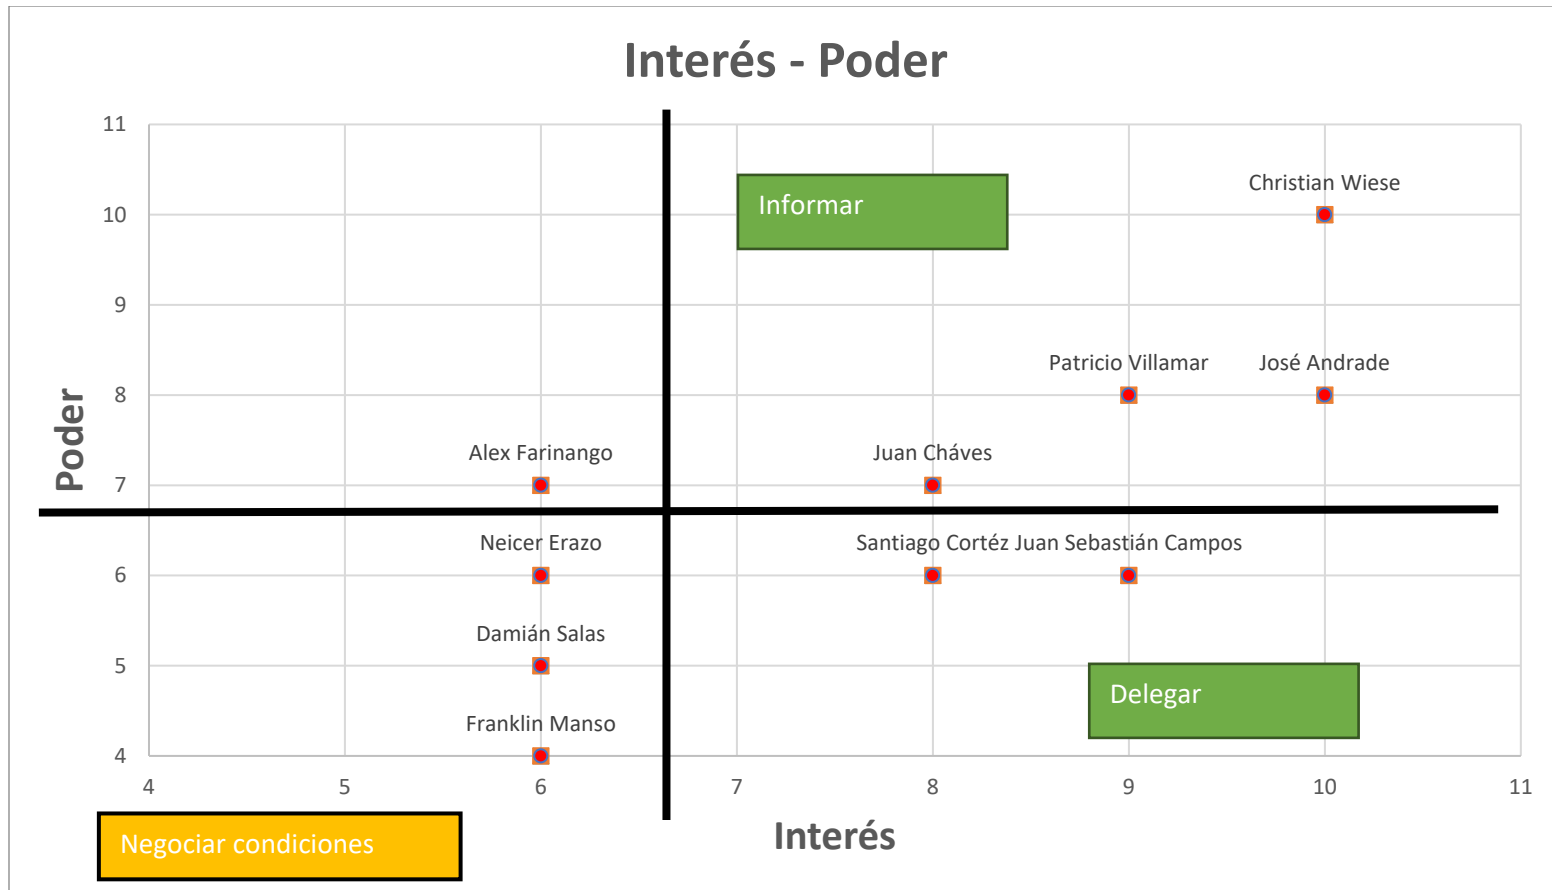 Interés - Poder
11
Christian Wiese
Informar
10
9
Patricio Villamar José Andrade
8
Poder
Alex Farinango Juan Cháves
7
Neicer Erazo Santiago Cortéz Juan Sebastián Campos
6
Damián Salas
5
Delegar
Franklin Manso
4
4 5 6 7 8 9 10 11
Interés
Negociar condiciones